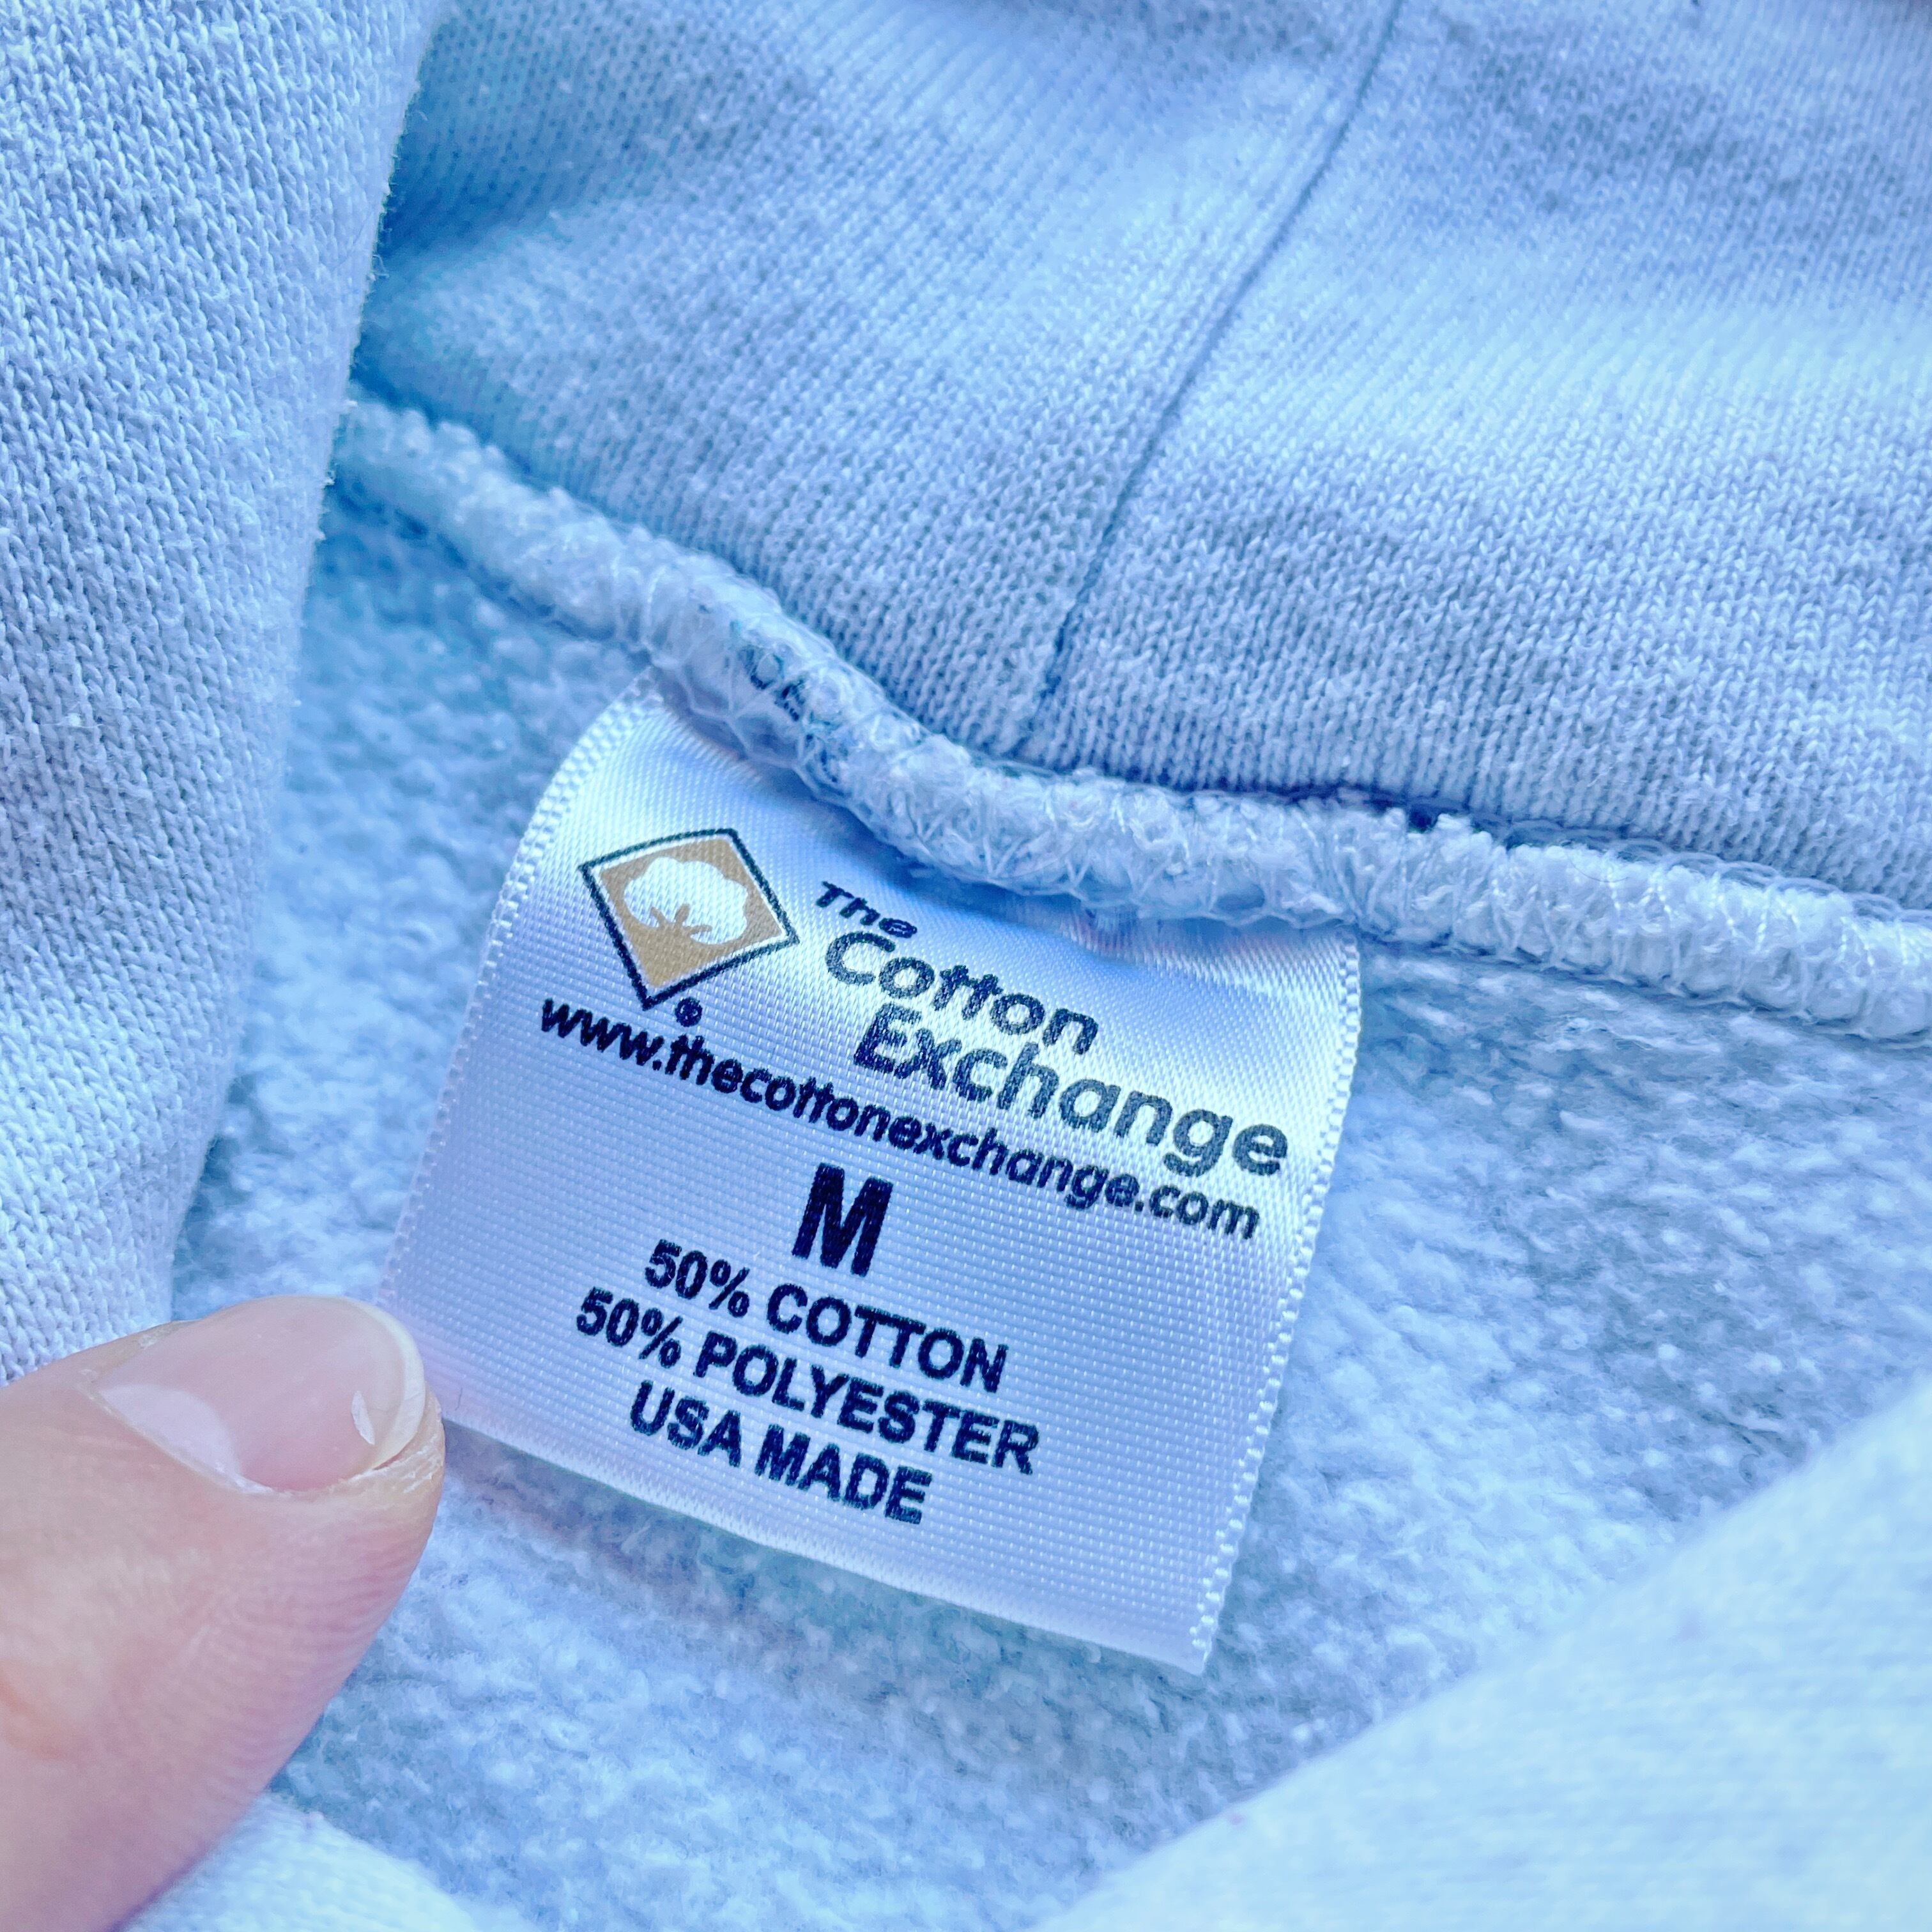 The
Cotton
Exchange
®
www.thecottonexchange.com
M
50% COTTON
50% POLYESTER
USA MADE